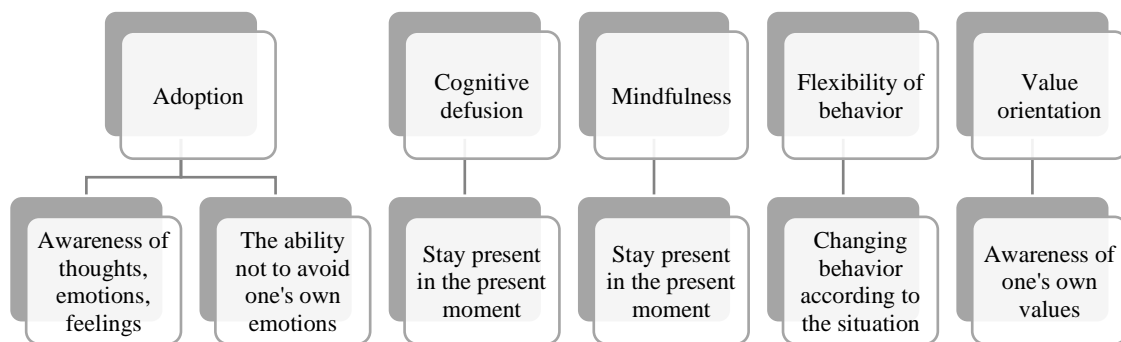 Adoption
Cognitive
defusion
Mindfulness
Flexibility of
behavior
Value
orientation
Awareness of
thoughts,
emotions,
feelings
The ability
not to avoid
one's own
emotions
Stay present
in the present
moment
Stay present
in the present
moment
Changing
behavior
according to
the situation
Awareness of
one's own
values